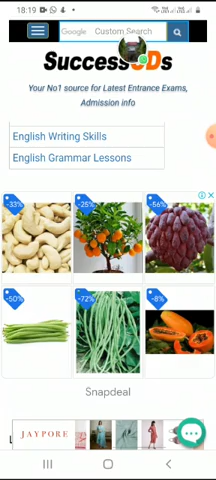 18:19
Google Custom Search
SuccessCDs
Your No1 source for Latest Entrance Exams,
Admission info
English Writing Skills
English Grammar Lessons
-33% -25% -56%
-50% -72% -8%
Snapdeal
JAYPORE